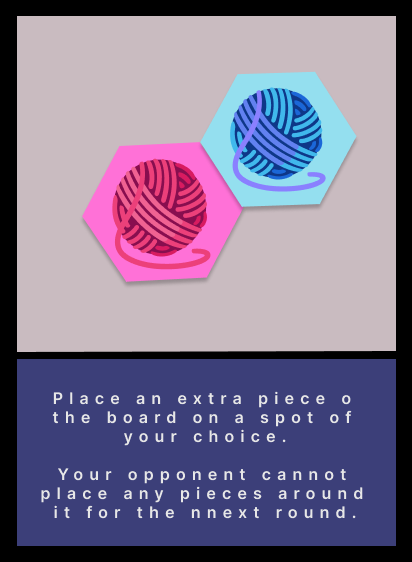 Place an extra piece o
the board on a spot of
your choice.
Your opponent cannot
place any pieces around
it for the nnext round.